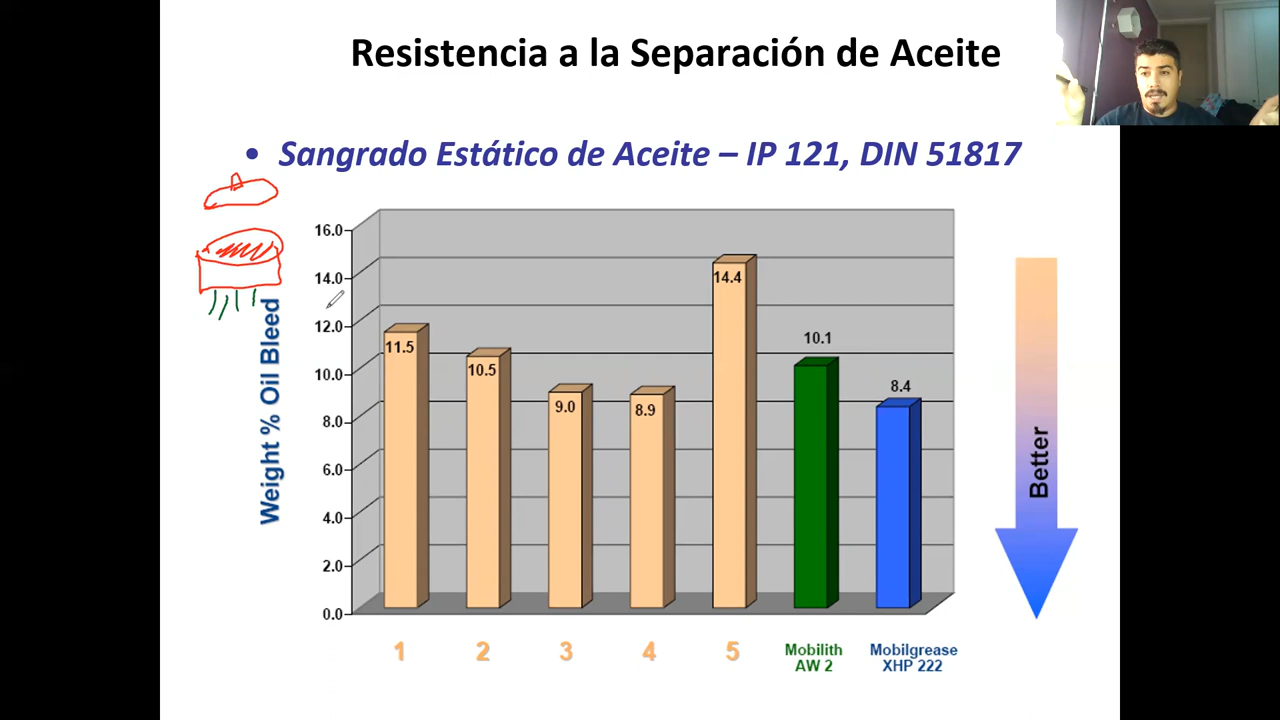 Resistencia a la Separación de Aceite
• Sangrado Estático de Aceite – IP 121, DIN 51817
Weight % Oil Bleed
16.0
14.0
12.0
10.0
8.0
6.0
4.0
2.0
0.0
11.5
10.5
9.0
8.9
14.4
10.1
8.4
1
2
3
4
5
Mobilith
AW 2
Mobilgrease
XHP 222
Better